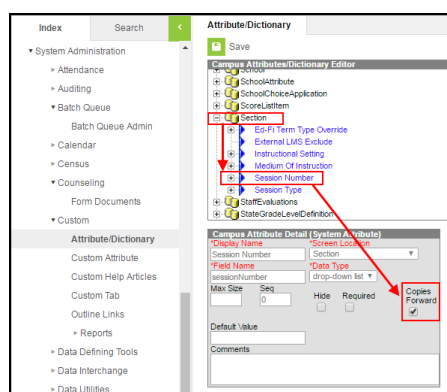 Index
Search
<
System Administration
Attendance
Auditing
Batch Queue
Batch Queue Admin
Calendar
Census
Counseling
Form Documents
Custom
Attribute/Dictionary
Custom Attribute
Custom Help Articles
Custom Tab
Outline Links
Reports
Data Defining Tools
Data Interchange
Data Utilities
Attribute/Dictionary
Save
Campus Attributes/Dictionary Editor
School
SchoolAttribute
SchoolChoiceApplication
ScoreListItem
Section
Ed-Fi Term Type Override
External LMS Exclude
Instructional Setting
Medium Of Instruction
Session Number
Session Type
StaffEvaluations
StateGradeLevelDefinition
Campus Attribute Detail (System Attribute)
*Display Name *Screen Location
Session Number Section
*Field Name *Data Type
sessionNumber drop-down list
Max Size Seq Hide Required Copies Forward
0
Default Value
Comments